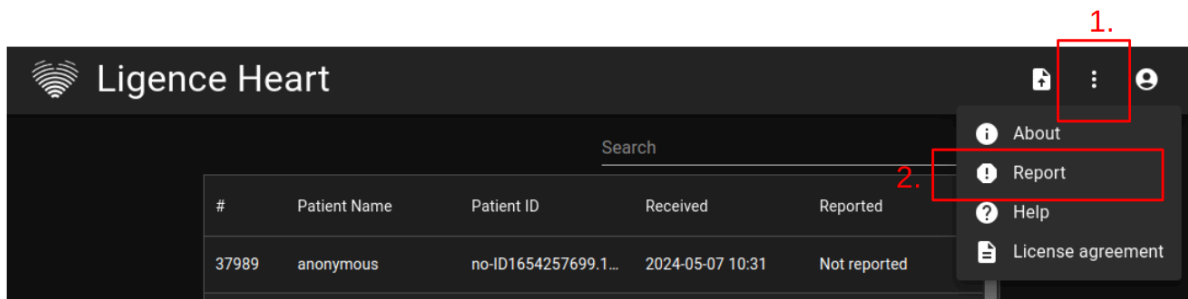 1.
Ligence Heart
About
Search
2.
Report
# Patient Name Patient ID Received Reported
Help
37989 anonymous no-ID1654257699.1... 2024-05-07 10:31 Not reported
License agreement